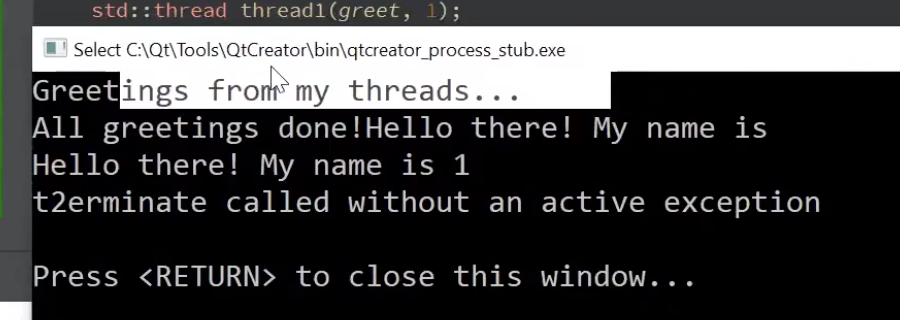 std::thread thread1(greet, 1);
Select C:\Qt\Tools\QtCreator\bin\qtcreator_process_stub.exe
Greetings from my threads...
All greetings done!Hello there! My name is
Hello there! My name is 1
t2erminate called without an active exception
Press <RETURN> to close this window...